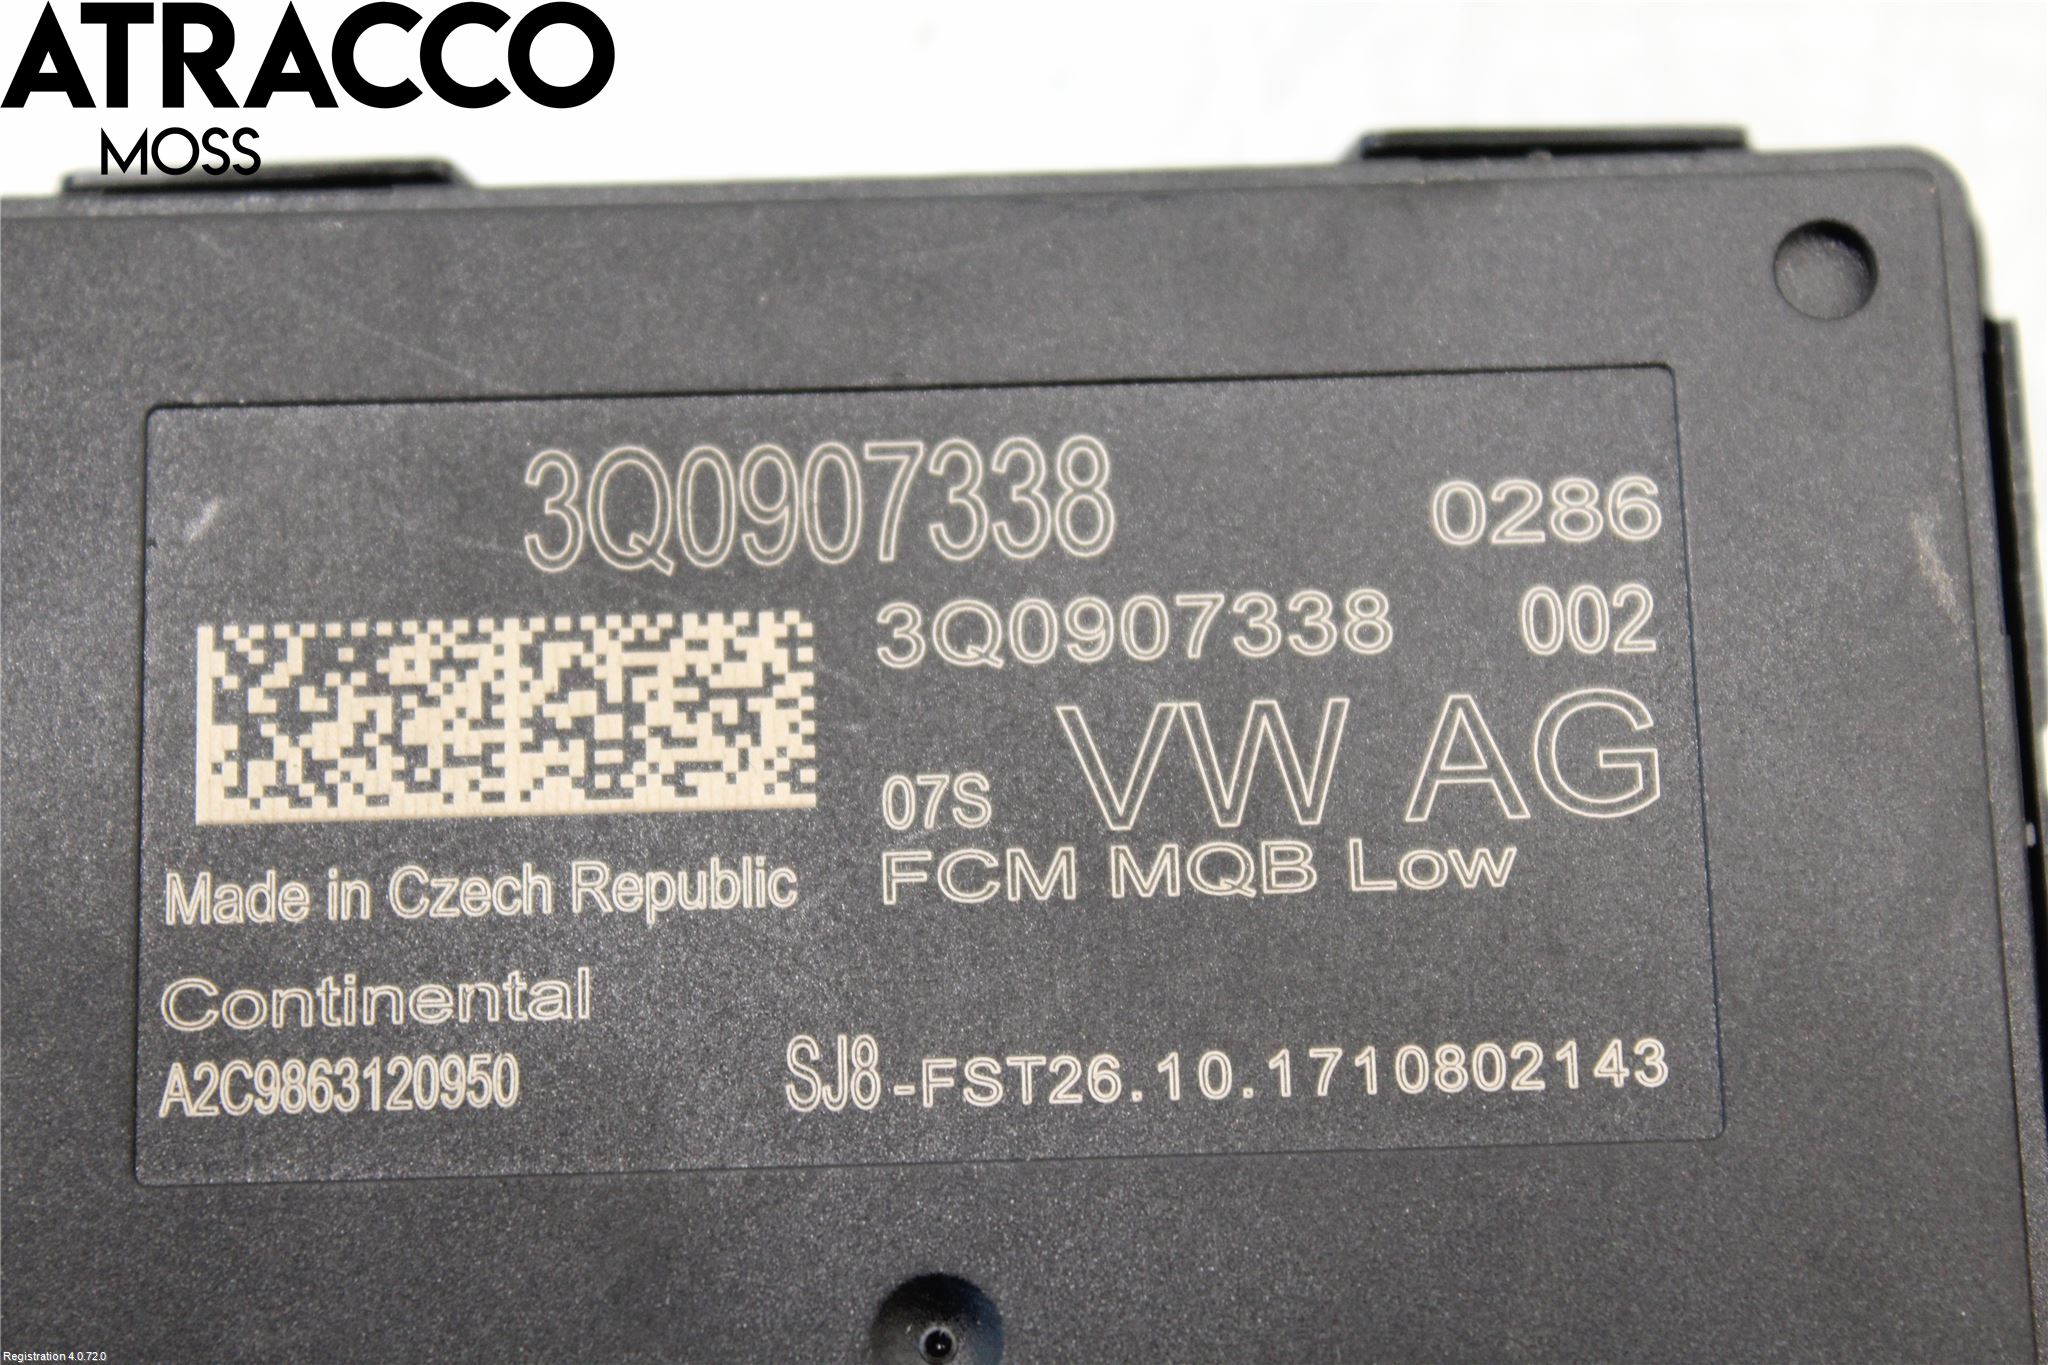 ATRACCO
MOSS
3Q0907338
0286
3Q0907338 002
07S VW AG
FCM MQB Low
Made in Czech Republic
Continental
A2C9863120950
SJ8-FST26.10.1710802143
Registration 4.0.72.0